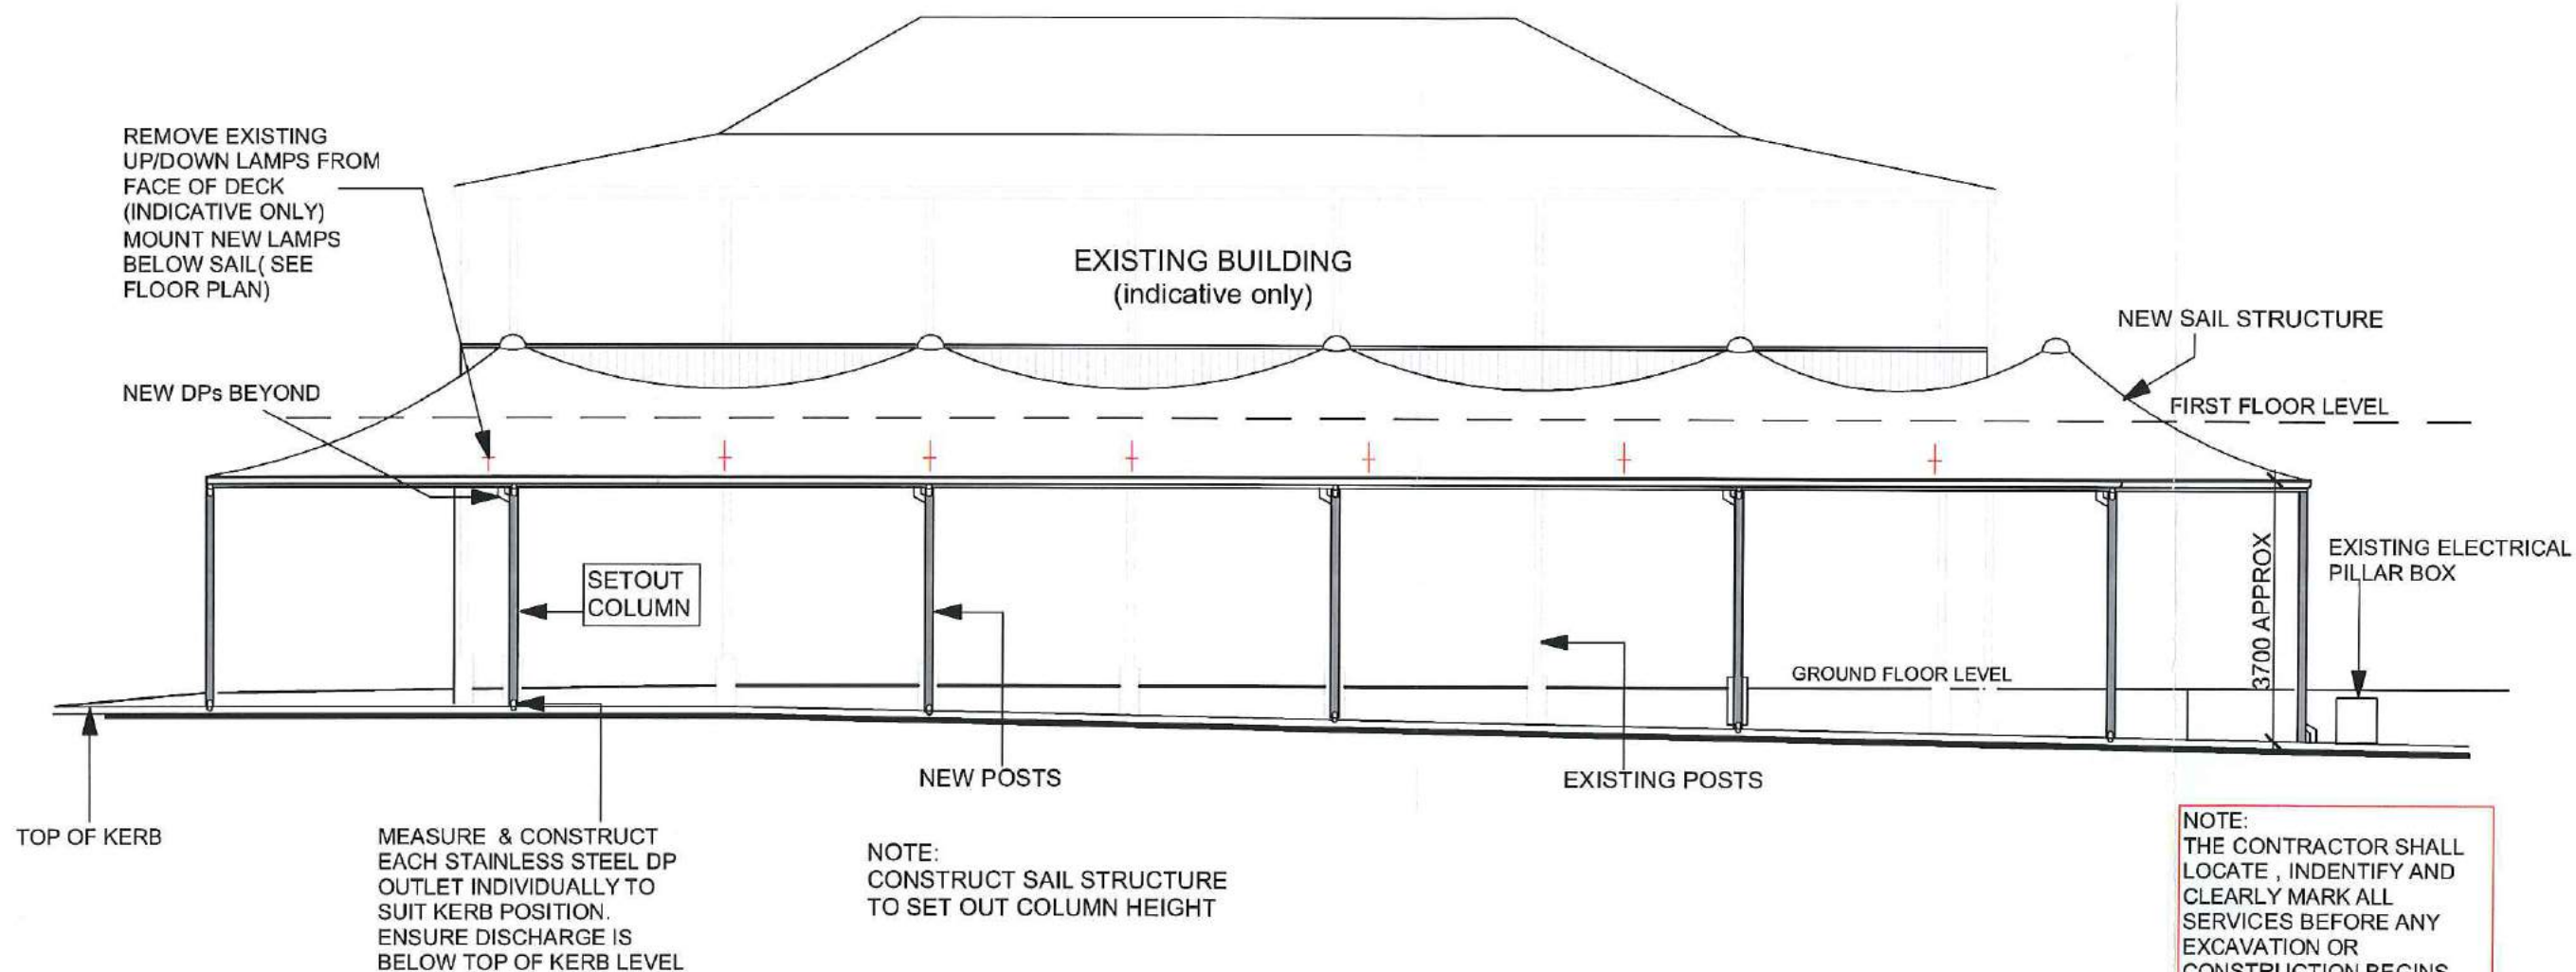 REMOVE EXISTING
UP/DOWN LAMPS FROM
FACE OF DECK
(INDICATIVE ONLY)
MOUNT NEW LAMPS
BELOW SAIL( SEE
FLOOR PLAN)
EXISTING BUILDING
(indicative only)
NEW SAIL STRUCTURE
NEW DPs BEYOND
FIRST FLOOR LEVEL
SETOUT
COLUMN
3700 APPROX
EXISTING ELECTRICAL
PILLAR BOX
GROUND FLOOR LEVEL
NEW POSTS
EXISTING POSTS
TOP OF KERB
MEASURE & CONSTRUCT
EACH STAINLESS STEEL DP
OUTLET INDIVIDUALLY TO
SUIT KERB POSITION.
ENSURE DISCHARGE IS
BELOW TOP OF KERB LEVEL
NOTE:
CONSTRUCT SAIL STRUCTURE
TO SET OUT COLUMN HEIGHT
NOTE:
THE CONTRACTOR SHALL
LOCATE , INDENTIFY AND
CLEARLY MARK ALL
SERVICES BEFORE ANY
EXCAVATION OR
CONSTRUCTION BEGINS